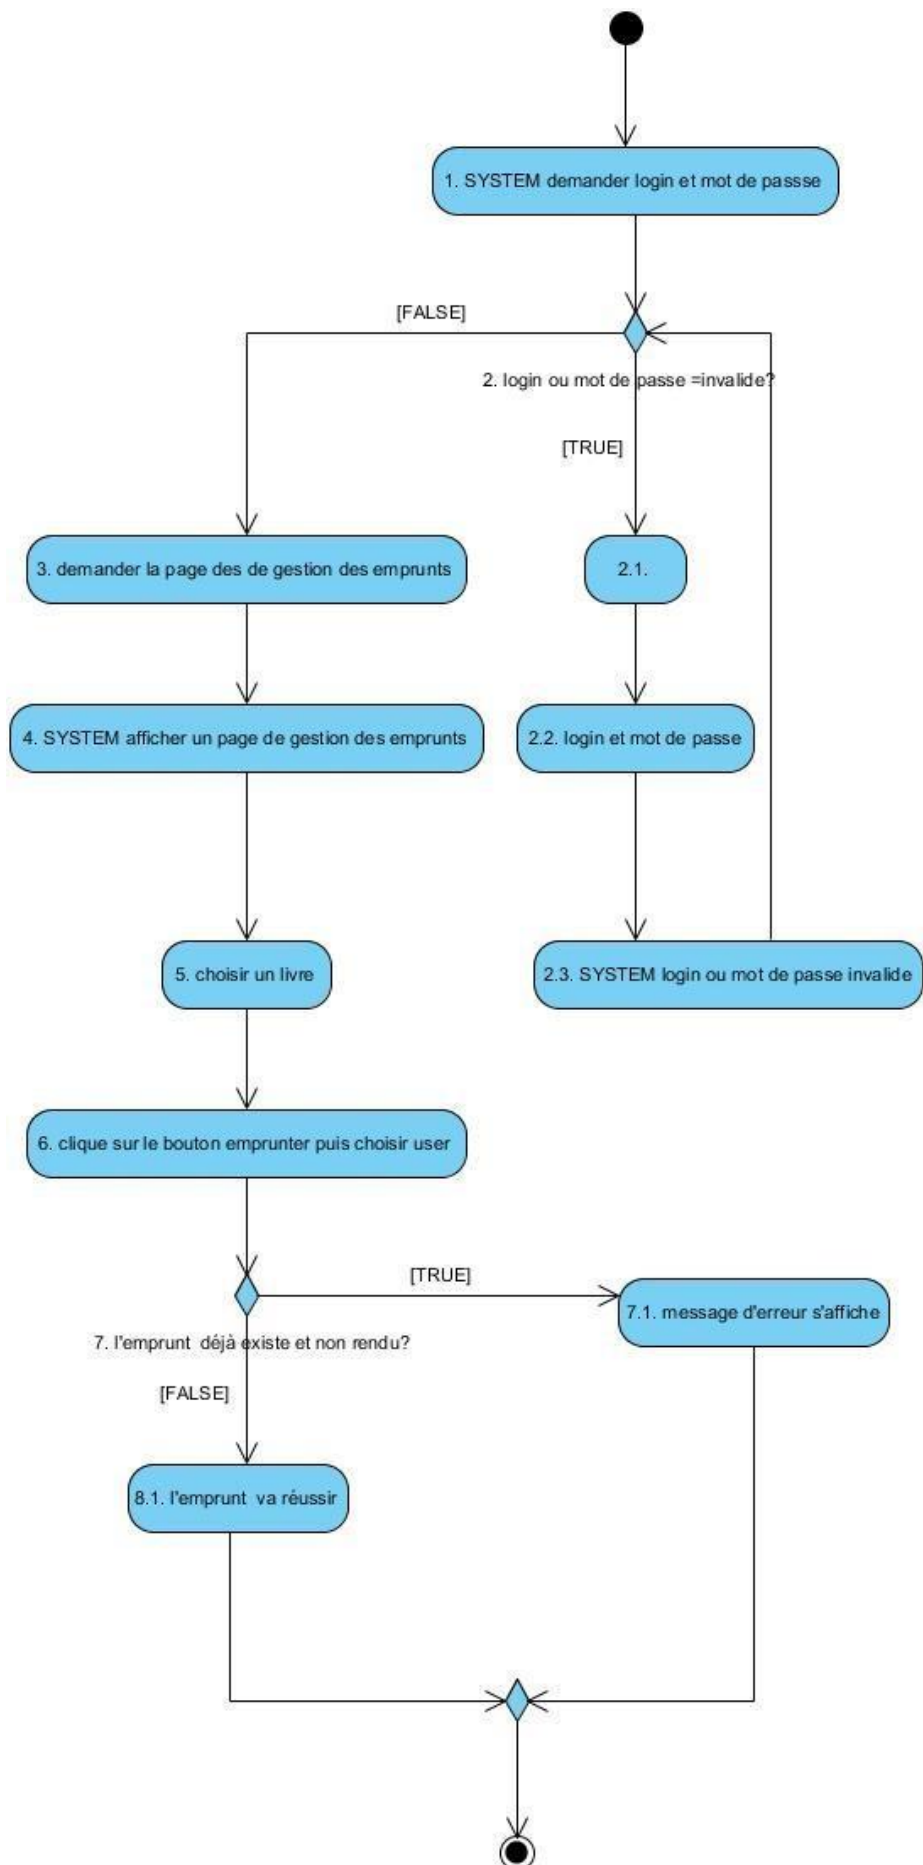 1. SYSTEM demander login et mot de passse
[FALSE]
2. login ou mot de passe =invalide?
[TRUE]
3. demander la page des de gestion des emprunts
2.1.
4. SYSTEM afficher un page de gestion des emprunts
2.2. login et mot de passe
5. choisir un livre
2.3. SYSTEM login ou mot de passe invalide
6. clique sur le bouton emprunter puis choisir user
[TRUE]
7.1. message d'erreur s'affiche
7. l'emprunt déjà existe et non rendu?
[FALSE]
8.1. l'emprunt va réussir